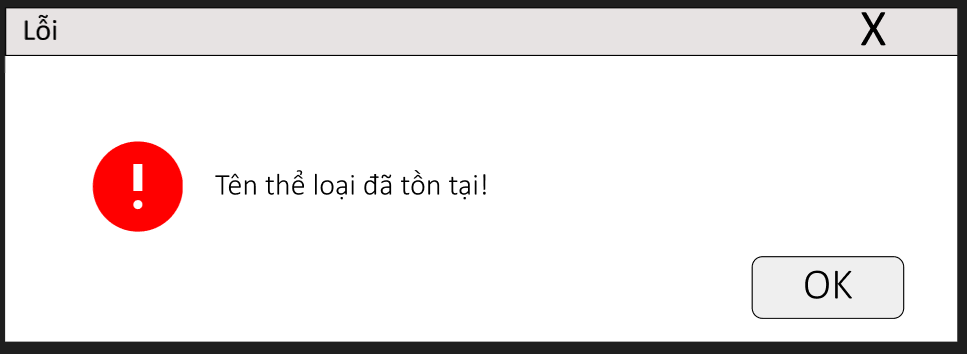 Lỗi
X
Tên thể loại đã tồn tại!
OK